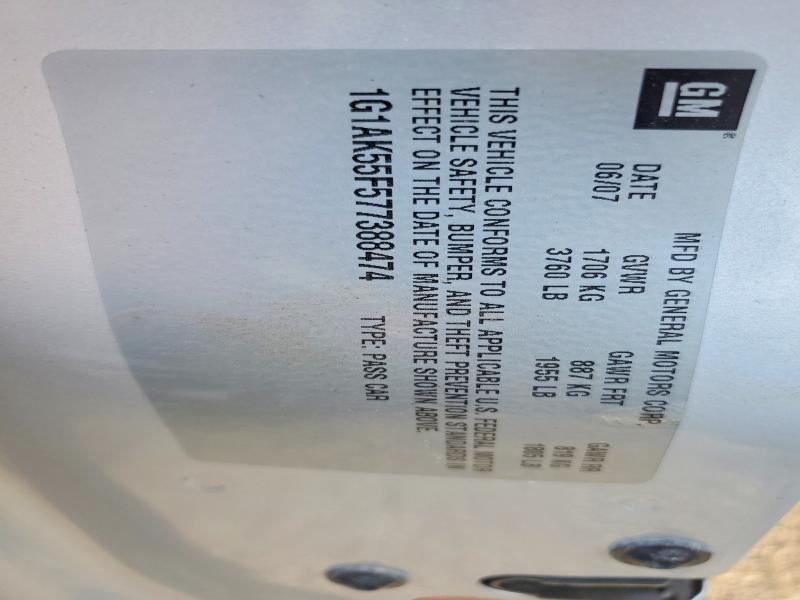 GM
MFD BY GENERAL MOTORS CORP.
DATE GVWR GAWR FRT GAWR RR
06/07 1706 KG 887 KG 819 KG
3760 LB 1955 LB 1805 LB
THIS VEHICLE CONFORMS TO ALL APPLICABLE U.S. FEDERAL MOTOR
VEHICLE SAFETY, BUMPER, AND THEFT PREVENTION STANDARDS IN
EFFECT ON THE DATE OF MANUFACTURE SHOWN ABOVE.
1G1AK55F577388474 TYPE: PASS CAR